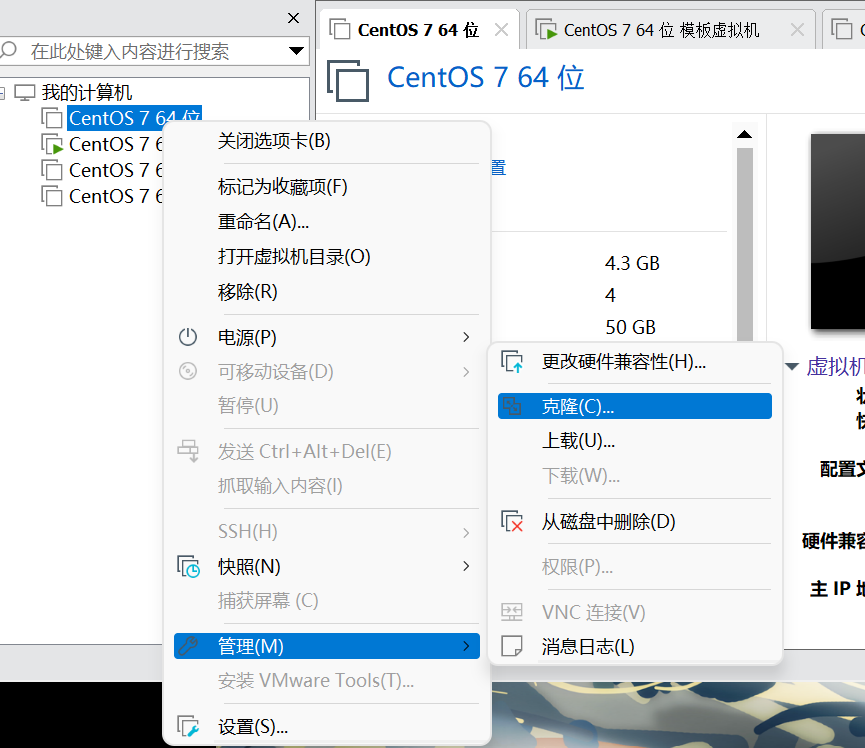 CentOS 7 64 位
CentOS 7 64 位 模板虚拟机
在此处键入内容进行搜索
我的计算机
CentOS 7 64 位
CentOS 7 6
CentOS 7 6
CentOS 7 6
CentOS 7 64 位
置
4.3 GB
4
50 GB
关闭选项卡(B)
标记为收藏项(F)
重命名(A)...
打开虚拟机目录(O)
移除(R)
电源(P)
可移动设备(D)
暂停(U)
发送 Ctrl+Alt+Del(E)
抓取输入内容(I)
SSH(H)
快照(N)
捕获屏幕 (C)
管理(M)
安装 VMware Tools(T)...
设置(S)...
更改硬件兼容性(H)...
克隆(C)...
上载(U)...
下载(W)...
从磁盘中删除(D)
权限(P)...
VNC 连接(V)
消息日志(L)
虚拟机
配置文
硬件兼容
主 IP 地